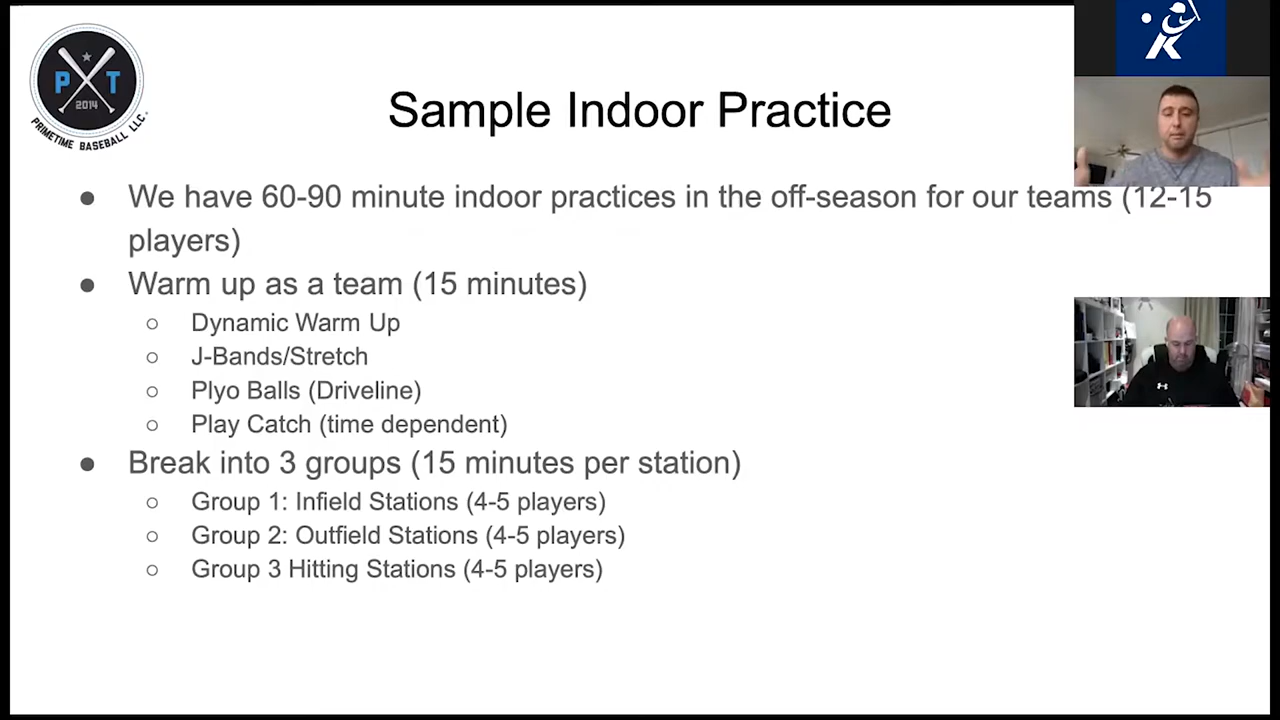 P T
2014
PRIMETIME BASEBALL LLC.
Sample Indoor Practice
● We have 60-90 minute indoor practices in the off-season for our teams (12-15
players)
● Warm up as a team (15 minutes)
○ Dynamic Warm Up
○ J-Bands/Stretch
○ Plyo Balls (Driveline)
○ Play Catch (time dependent)
● Break into 3 groups (15 minutes per station)
○ Group 1: Infield Stations (4-5 players)
○ Group 2: Outfield Stations (4-5 players)
○ Group 3 Hitting Stations (4-5 players)